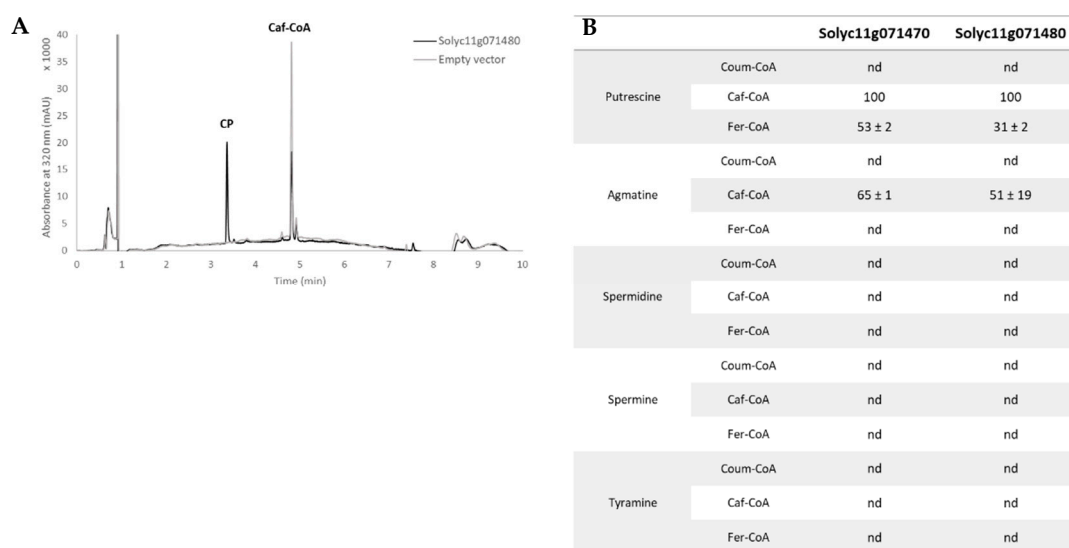 A
Caf-CoA
Solyc11g071480
Empty vector
CP
Absorbance at 320 nm (mAU)
x 1000
40
35
30
25
20
15
10
5
0
0 1 2 3 4 5 6 7 8 9 10
Time (min)
B
Solyc11g071470 Solyc11g071480
Putrescine
Coum-CoA nd nd
Caf-CoA 100 100
Fer-CoA 53 ± 2 31 ± 2
Agmatine
Coum-CoA nd nd
Caf-CoA 65 ± 1 51 ± 19
Fer-CoA nd nd
Spermidine
Coum-CoA nd nd
Caf-CoA nd nd
Fer-CoA nd nd
Spermine
Coum-CoA nd nd
Caf-CoA nd nd
Fer-CoA nd nd
Tyramine
Coum-CoA nd nd
Caf-CoA nd nd
Fer-CoA nd nd